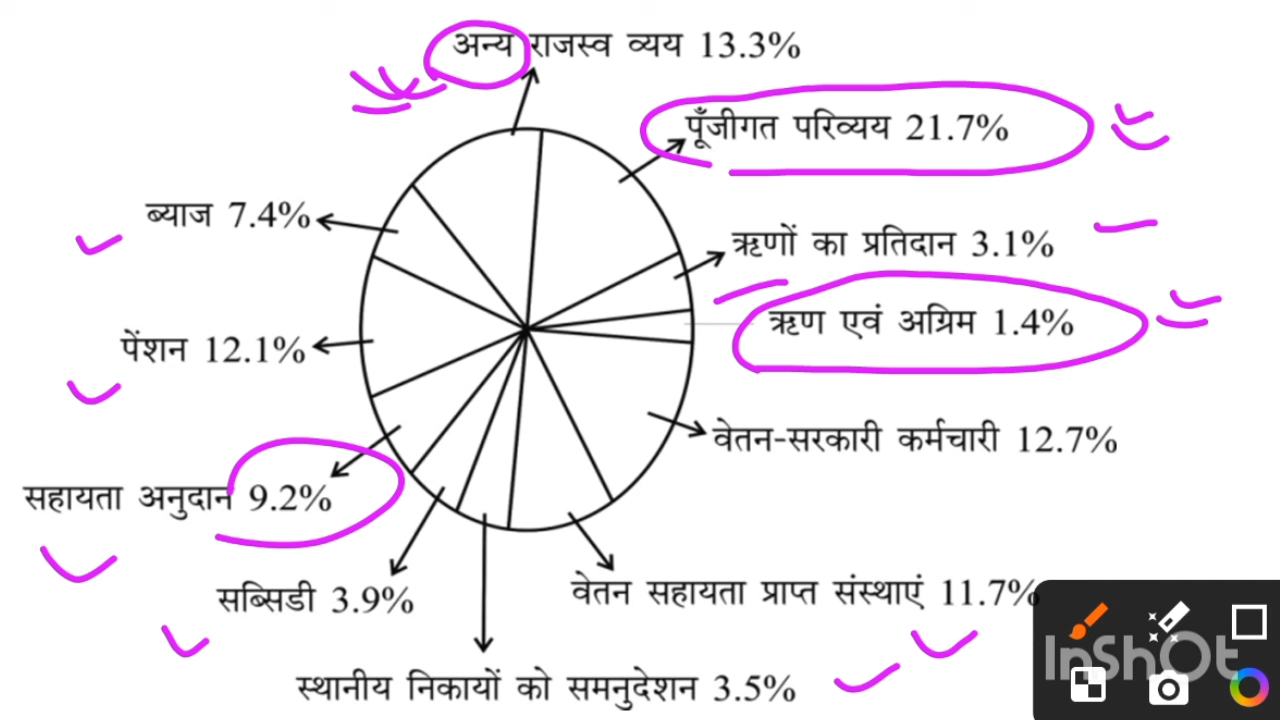 अन्य राजस्व व्यय 13.3%
पूँजीगत परिव्यय 21.7%
ब्याज 7.4%
ऋणों का प्रतिदान 3.1%
ऋण एवं अग्रिम 1.4%
पेंशन 12.1%
वेतन-सरकारी कर्मचारी 12.7%
सहायता अनुदान 9.2%
सब्सिडी 3.9%
वेतन सहायता प्राप्त संस्थाएं 11.7%
स्थानीय निकायों को समनुदेशन 3.5%
InShOt